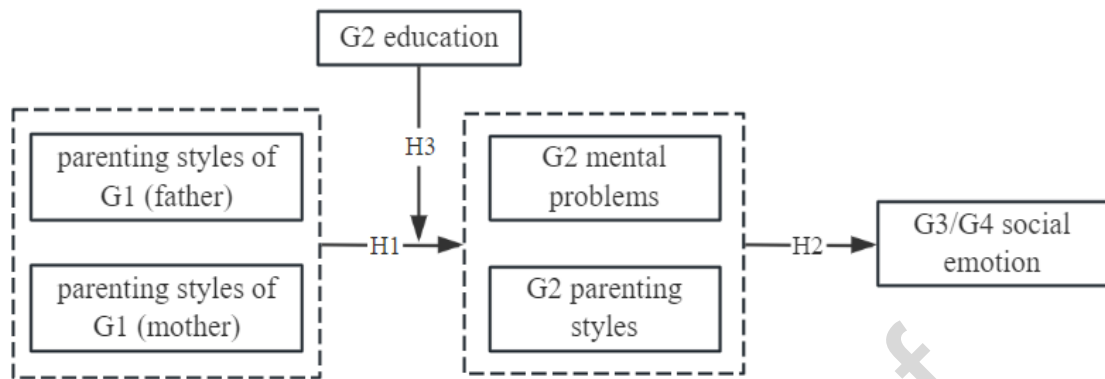 G2 education
H3
parenting styles of
G1 (father)
parenting styles of
G1 (mother)
H1
G2 mental
problems
G2 parenting
styles
H2
G3/G4 social
emotion
f